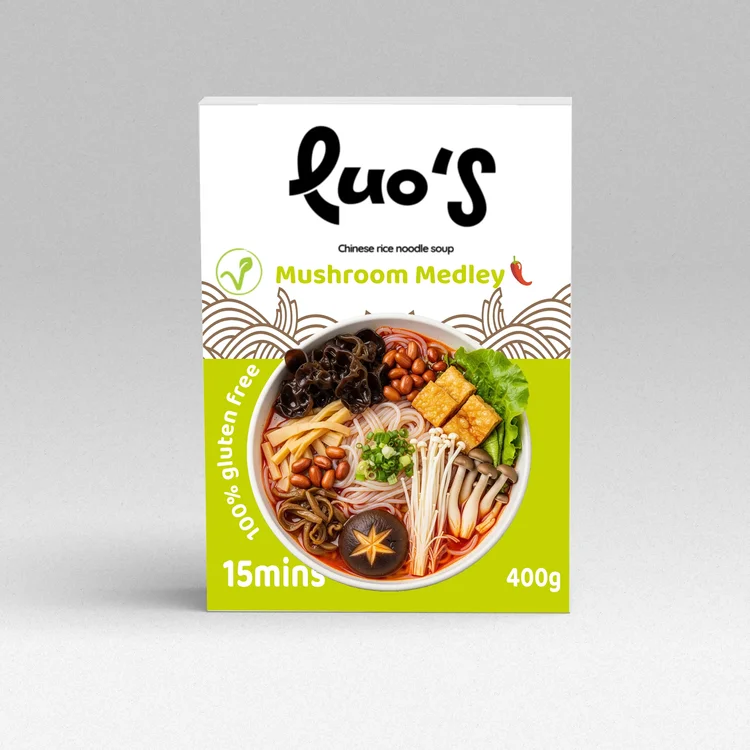 Luo's
Chinese rice noodle soup
Mushroom Medley
100% gluten free
15mins
400g